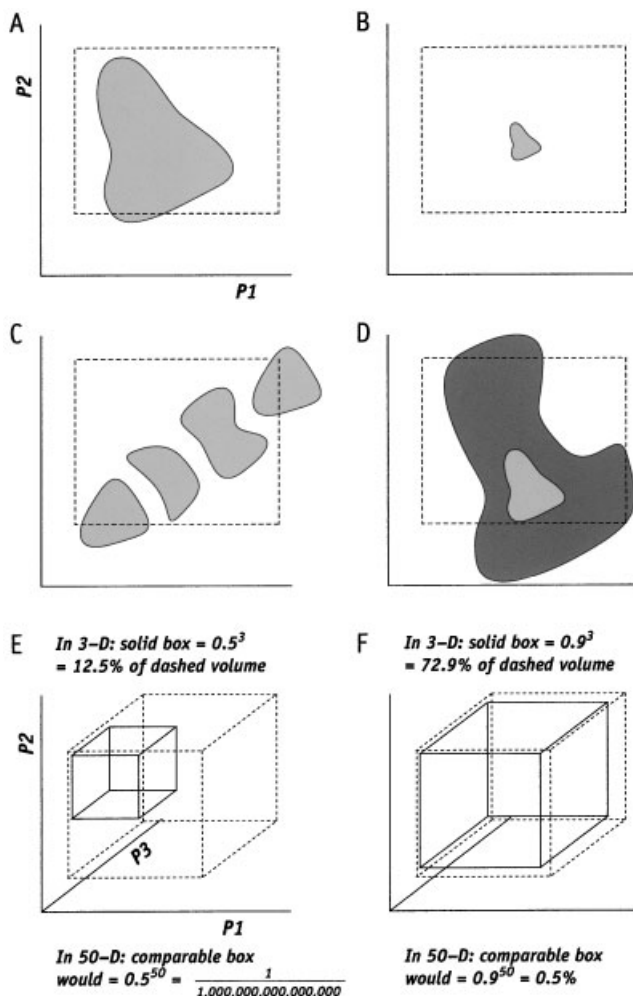 A
B
P2
P1
C
D
E
In 3–D: solid box = 0.5³
= 12.5% of dashed volume
F
In 3–D: solid box = 0.9³
= 72.9% of dashed volume
P2
P3
P1
In 50–D: comparable box
would = 0.5⁵⁰ = 1
1,000,000,000,000,000
In 50–D: comparable box
would = 0.9⁵⁰ = 0.5%